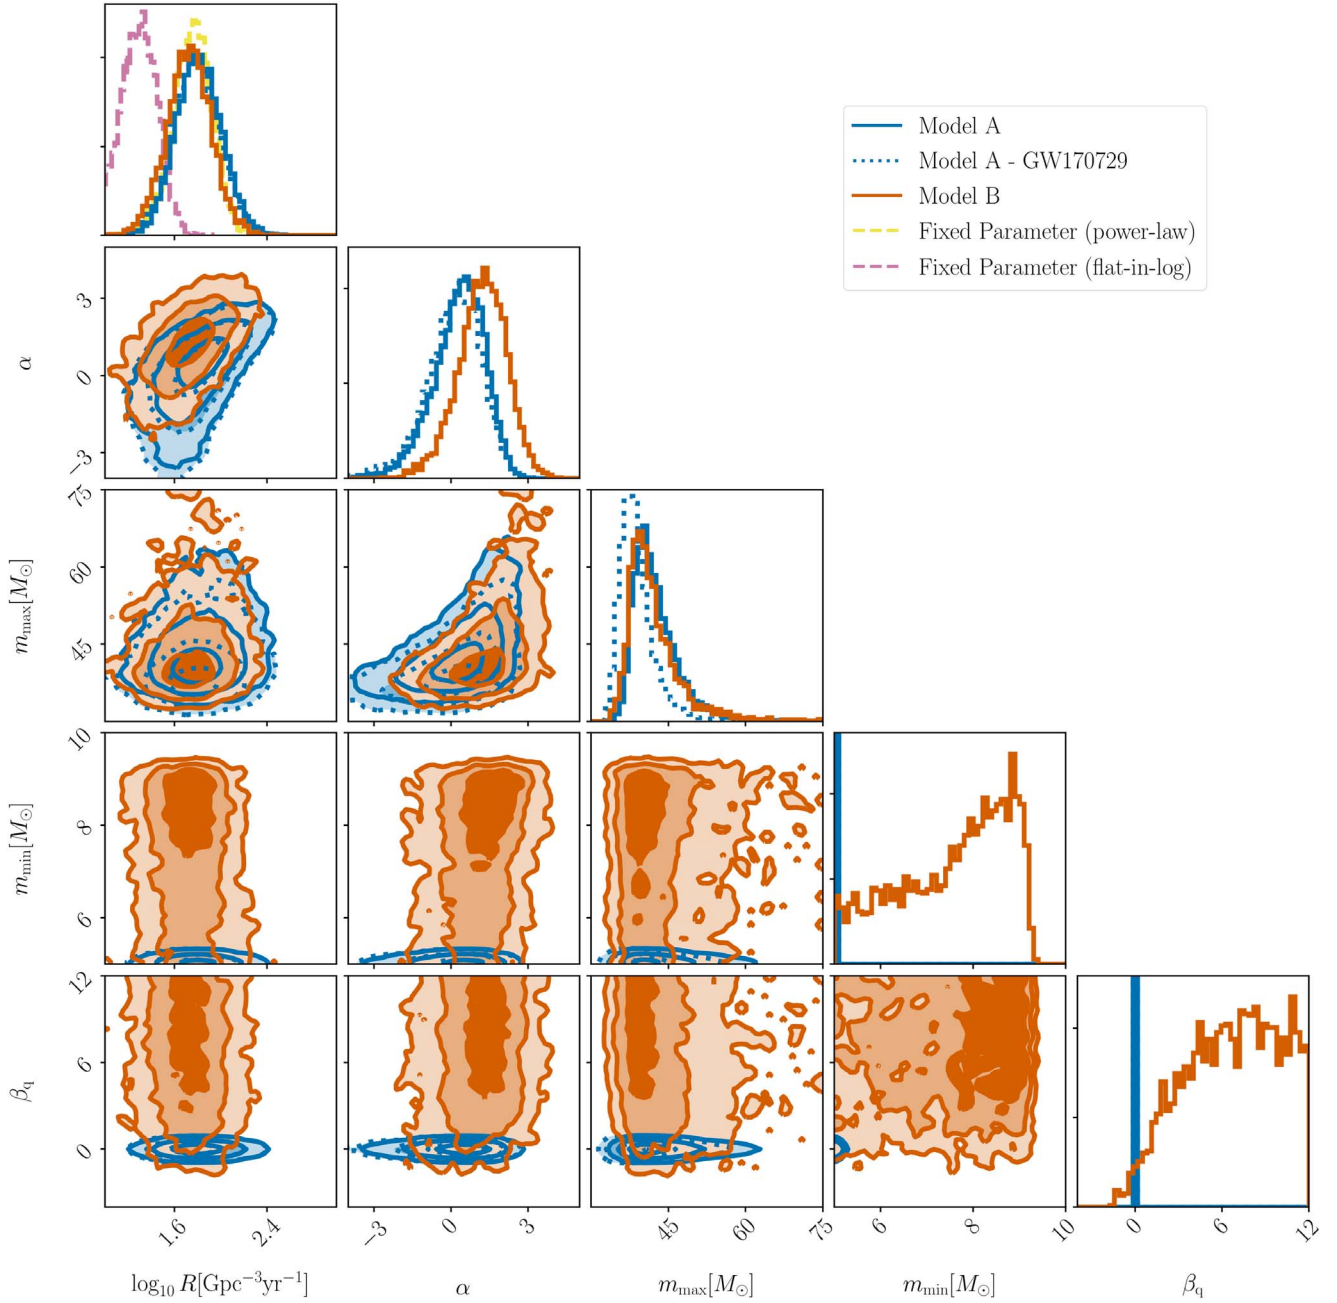 Model A
Model A - GW170729
Model B
Fixed Parameter (power-law)
Fixed Parameter (flat-in-log)
3
0
−3
α
75
60
45
m_max[M_⊙]
10
8
6
m_min[M_⊙]
12
6
0
β_q
1.6 2.4 −3 0 3 45 60 75 6 8 10 0 6 12
log₁₀ R[Gpc⁻³yr⁻¹] α m_max[M_⊙] m_min[M_⊙] β_q